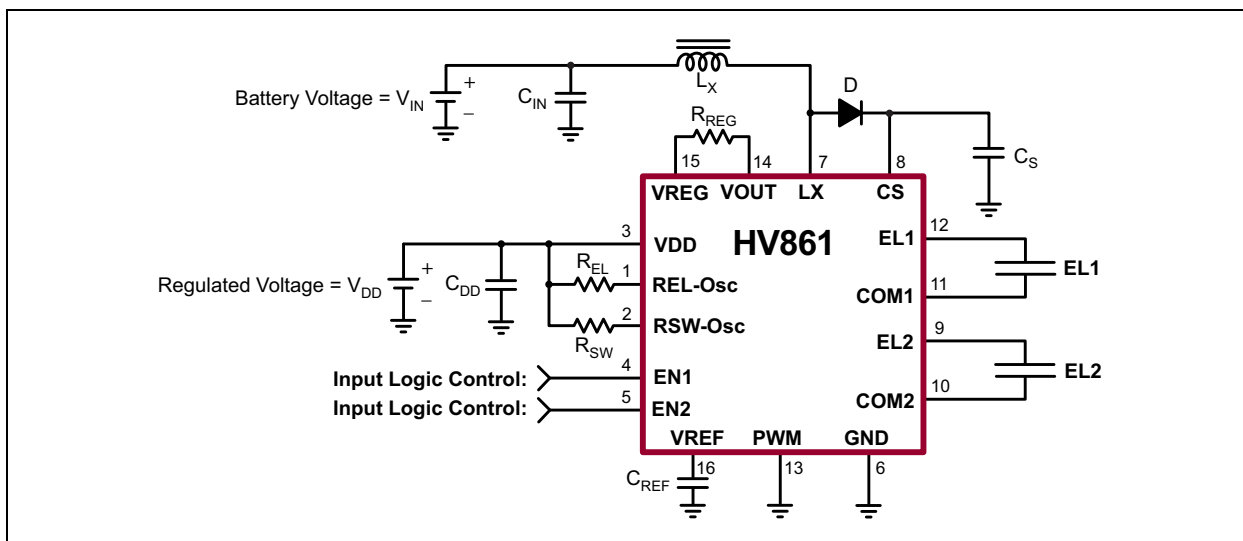 L_X
D
+
Battery Voltage = V_IN
–
C_IN
R_REG
15
14
7
8
C_S
VREG
VOUT
LX
CS
HV861
3
VDD
EL1
12
EL1
+
Regulated Voltage = V_DD
–
C_DD
R_EL
1
REL-Osc
COM1
11
2
RSW-Osc
R_SW
EL2
9
EL2
Input Logic Control:
4
EN1
COM2
10
Input Logic Control:
5
EN2
VREF
PWM
GND
C_REF
16
13
6